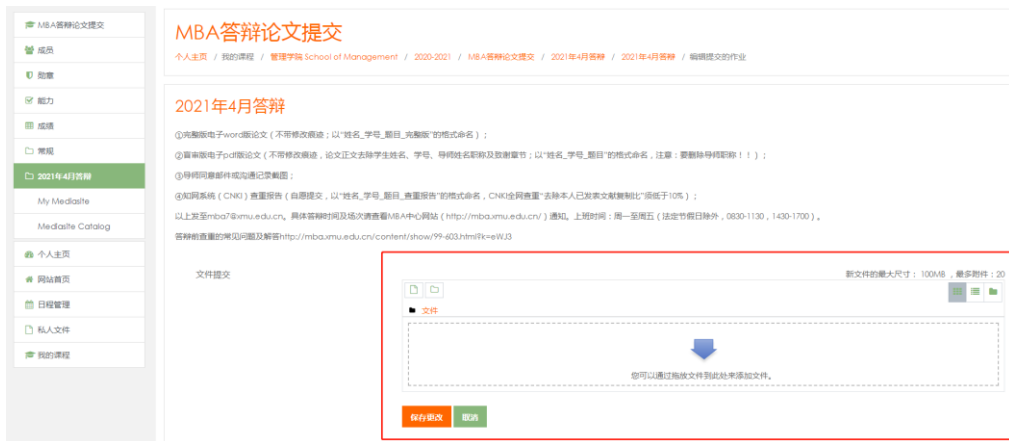 MBA答辩论文提交
成员
勋章
能力
成绩
常规
2021年4月答辩
My Mediasite
Mediasite Catalog
个人主页
网站首页
日程管理
私人文件
我的课程
MBA答辩论文提交
个人主页 / 我的课程 / 管理学院 School of Management / 2020-2021 / MBA答辩论文提交 / 2021年4月答辩 / 2021年4月答辩 / 编辑提交的作业
2021年4月答辩
①完整版电子word版论文（不带修改痕迹；以“姓名_学号_题目_完整版”的格式命名）；
②盲审版电子pdf版论文（不带修改痕迹，论文正文去除学生姓名、学号、导师姓名职称及致谢章节；以“姓名_学号_题目”的格式命名，注意：要删除导师职称！！）；
③导师同意邮件或沟通记录截图；
④知网系统（CNKI）查重报告（自愿提交，以“姓名_学号_题目_查重报告”的格式命名，CNKI全网查重“去除本人已发表文献复制比”须低于10%）；
以上发至mba7@xmu.edu.cn。具体答辩时间及场次请查看MBA中心网站（http://mba.xmu.edu.cn/）通知。上班时间：周一至周五（法定节假日除外，0830-1130，1430-1700）。
答辩前查重的常见问题及解答http://mba.xmu.edu.cn/content/show/99-603.html?k=eWJ3
文件提交
新文件的最大尺寸： 100MB ，最多附件：20
文件
您可以通过拖放文件到此处来添加文件。
保存更改 取消